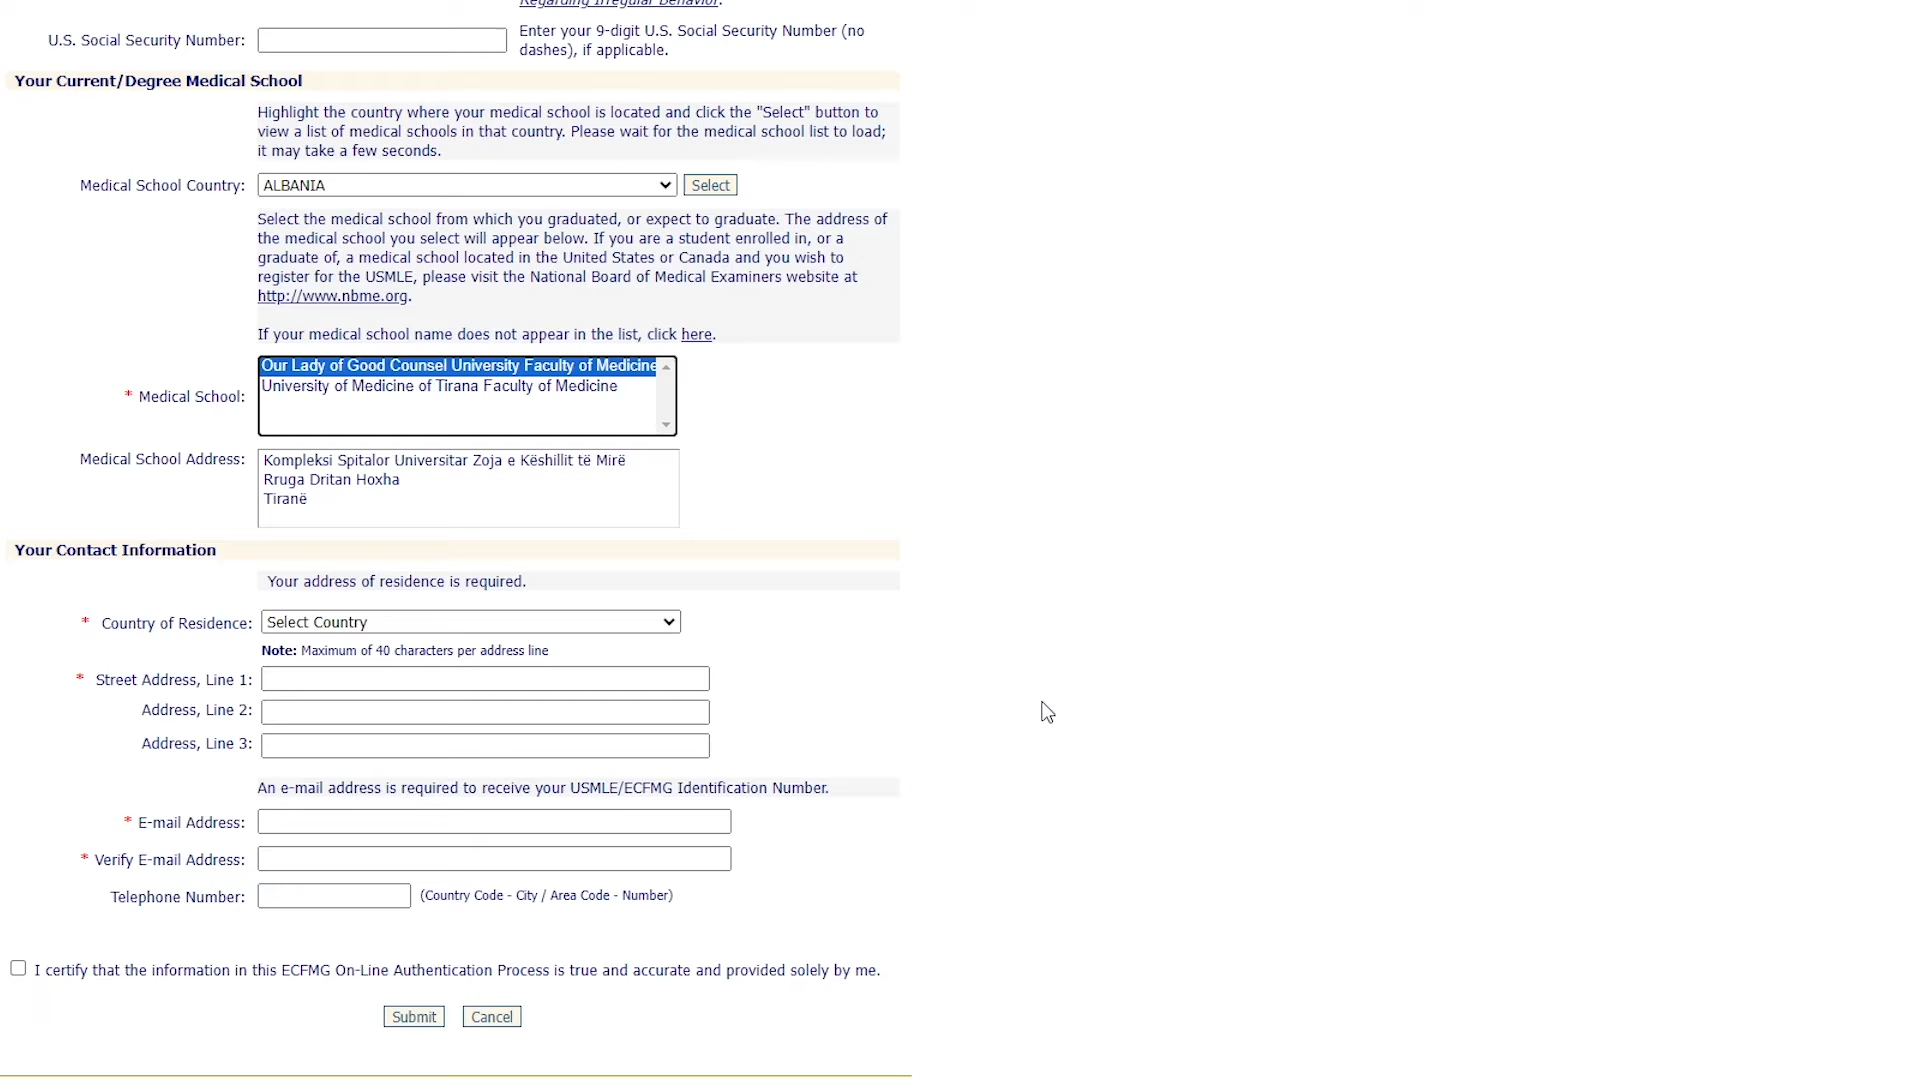 Regarding Irregular Behavior.
U.S. Social Security Number:
Enter your 9-digit U.S. Social Security Number (no
dashes), if applicable.
Your Current/Degree Medical School
Highlight the country where your medical school is located and click the "Select" button to
view a list of medical schools in that country. Please wait for the medical school list to load;
it may take a few seconds.
Medical School Country: ALBANIA Select
Select the medical school from which you graduated, or expect to graduate. The address of
the medical school you select will appear below. If you are a student enrolled in, or a
graduate of, a medical school located in the United States or Canada and you wish to
register for the USMLE, please visit the National Board of Medical Examiners website at
http://www.nbme.org.
If your medical school name does not appear in the list, click here.
Our Lady of Good Counsel University Faculty of Medicine
University of Medicine of Tirana Faculty of Medicine
* Medical School:
Medical School Address: Kompleksi Spitalor Universitar Zoja e Këshillit të Mirë
Rruga Dritan Hoxha
Tiranë
Your Contact Information
Your address of residence is required.
* Country of Residence: Select Country
Note: Maximum of 40 characters per address line
* Street Address, Line 1:
Address, Line 2:
Address, Line 3:
An e-mail address is required to receive your USMLE/ECFMG Identification Number.
* E-mail Address:
* Verify E-mail Address:
Telephone Number: (Country Code - City / Area Code - Number)
I certify that the information in this ECFMG On-Line Authentication Process is true and accurate and provided solely by me.
Submit Cancel